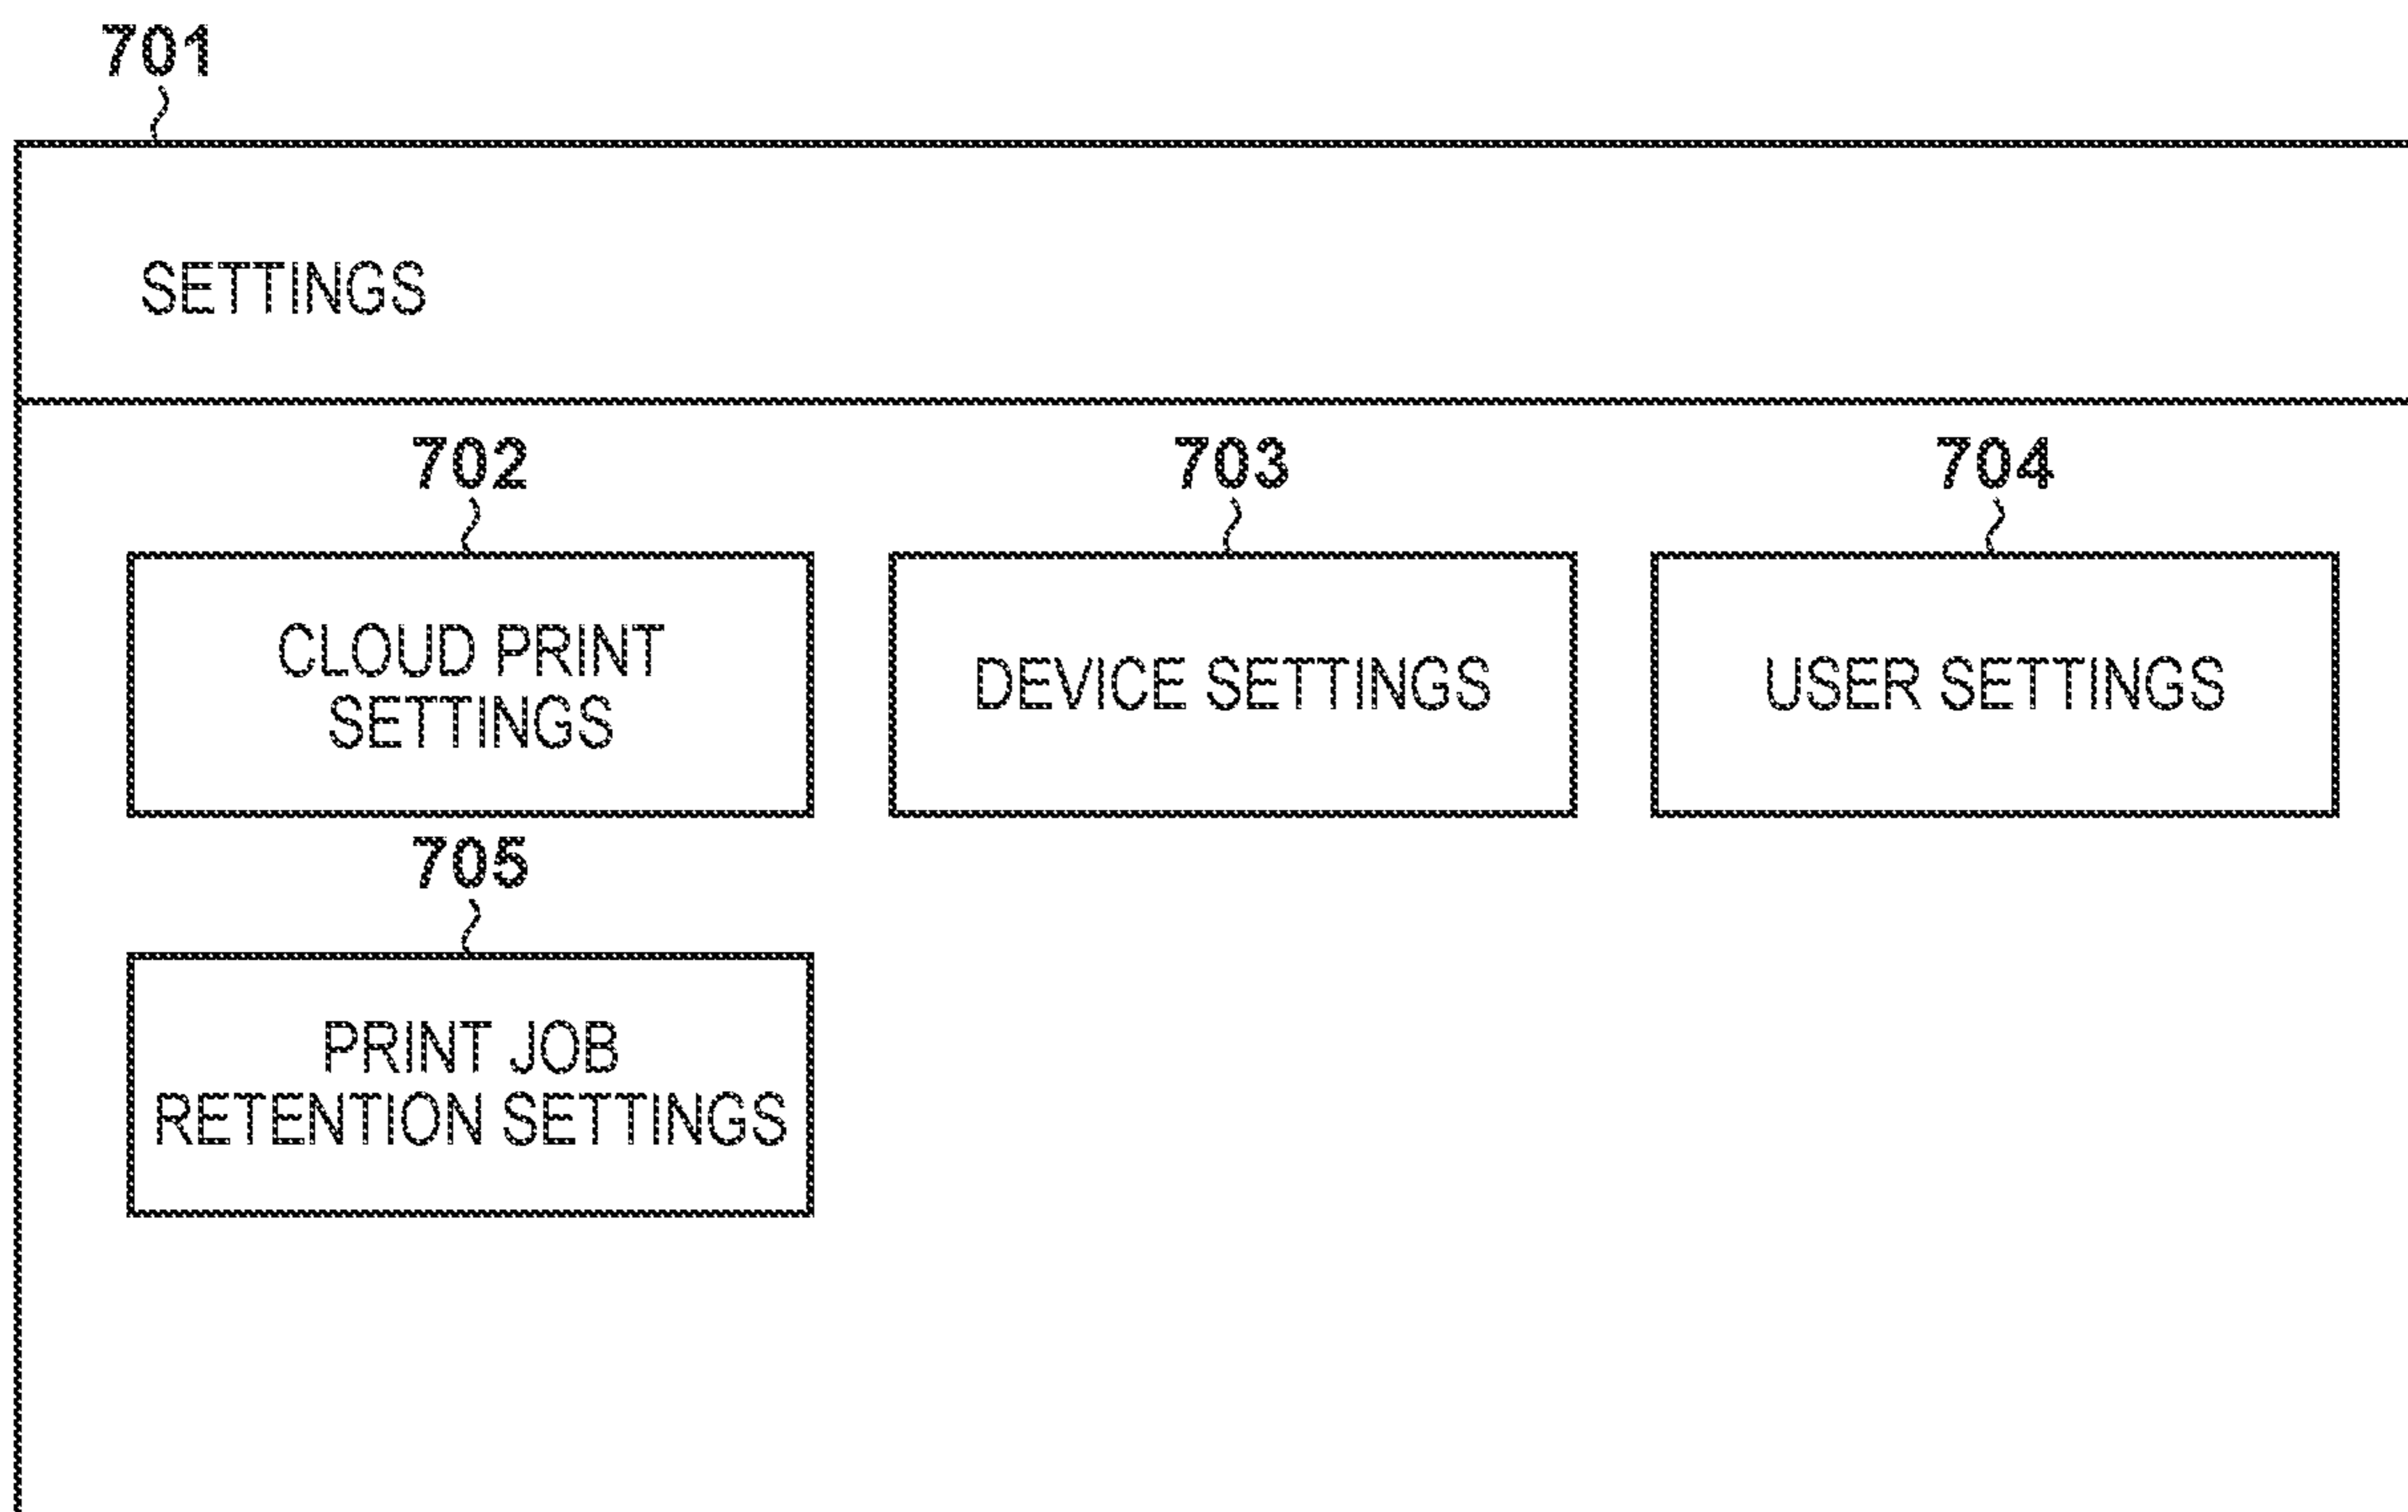 701
SETTINGS
702
703
704
CLOUD PRINT
SETTINGS
DEVICE SETTINGS
USER SETTINGS
705
PRINT JOB
RETENTION SETTINGS